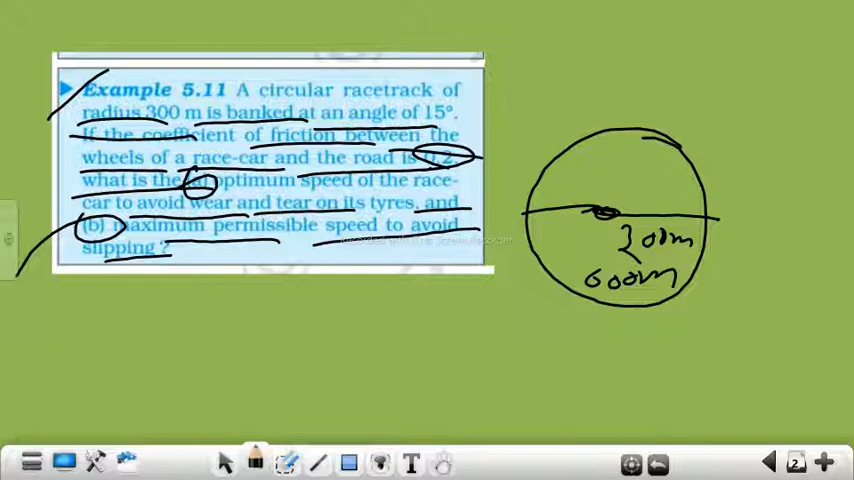 Example 5.11 A circular racetrack of
radius 300 m is banked at an angle of 15°.
If the coefficient of friction between the
wheels of a race-car and the road is 0.2,
what is the (a) optimum speed of the race-
car to avoid wear and tear on its tyres, and
(b) maximum permissible speed to avoid
slipping ?
300m
600m
T
2